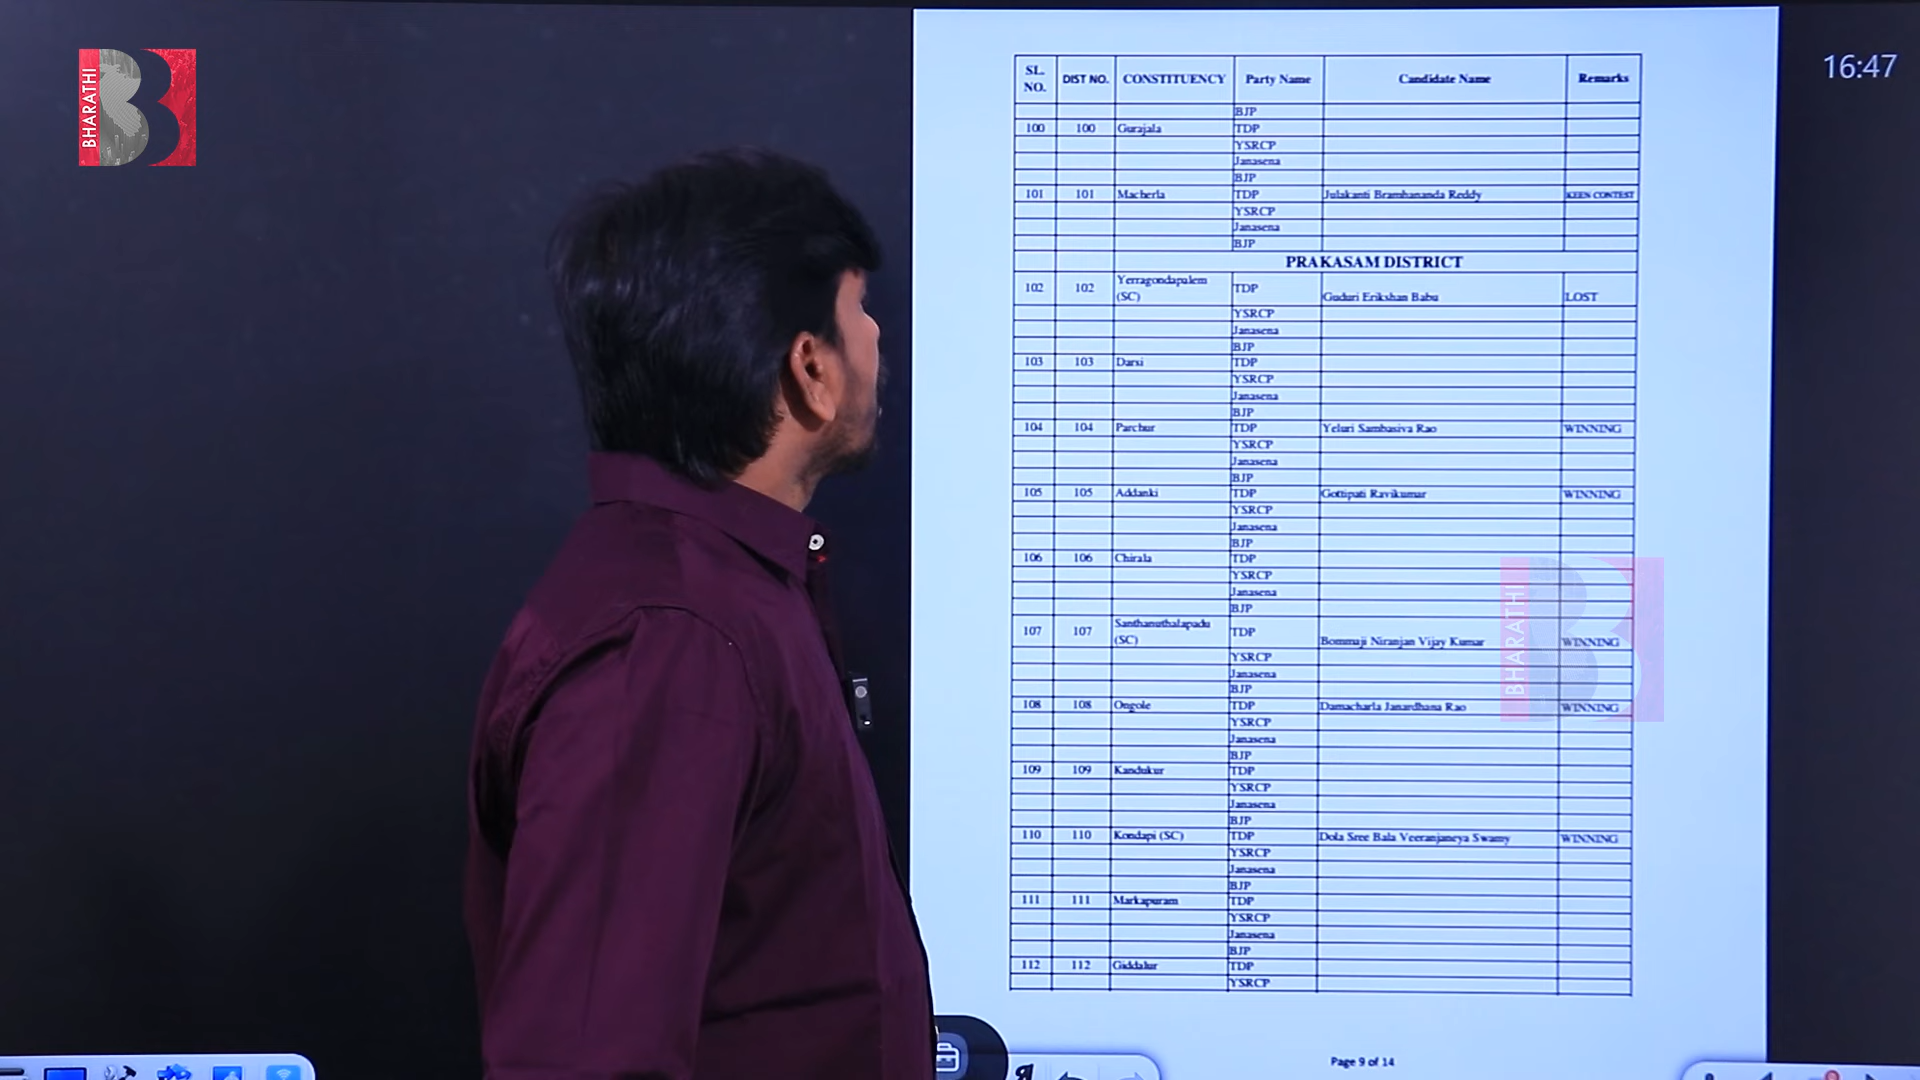 BHARATHI
16:47
SL. NO. DIST NO. CONSTITUENCY Party Name Candidate Name Remarks
BJP
100 100 Gurajala TDP
YSRCP
Janasena
BJP
101 101 Macherla TDP Julakanti Bramhananda Reddy KEEN CONTEST
YSRCP
Janasena
BJP
PRAKASAM DISTRICT
102 102 Yerragondapalem (SC) TDP Guduri Erikshan Babu LOST
YSRCP
Janasena
BJP
103 103 Darsi TDP
YSRCP
Janasena
BJP
104 104 Parchur TDP Yeluri Sambasiva Rao WINNING
YSRCP
Janasena
BJP
105 105 Addanki TDP Gottipati Ravikumar WINNING
YSRCP
Janasena
BJP
106 106 Chirala TDP
YSRCP
Janasena
BJP
107 107 Santhanuthalapadu (SC) TDP Bommaji Niranjan Vijay Kumar WINNING
YSRCP
Janasena
BJP
108 108 Ongole TDP Damacharla Janardhana Rao WINNING
YSRCP
Janasena
BJP
109 109 Kandukur TDP
YSRCP
Janasena
BJP
110 110 Kondapi (SC) TDP Dola Sree Bala Veeranjaneya Swamy WINNING
YSRCP
Janasena
BJP
111 111 Markapuram TDP
YSRCP
Janasena
BJP
112 112 Giddalur TDP
YSRCP
BHARATHI
Page 9 of 14